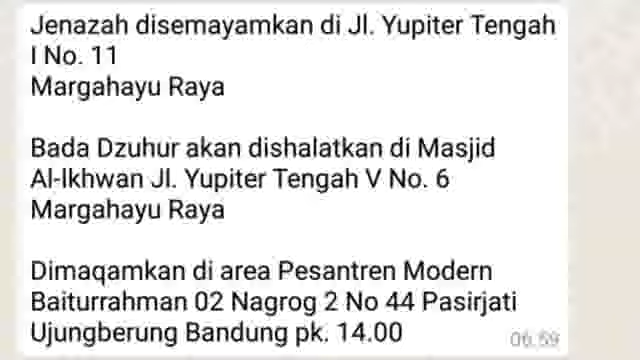 Jenazah disemayamkan di Jl. Yupiter Tengah
I No. 11
Margahayu Raya
Bada Dzuhur akan dishalatkan di Masjid
Al-Ikhwan Jl. Yupiter Tengah V No. 6
Margahayu Raya
Dimaqamkan di area Pesantren Modern
Baiturrahman 02 Nagrog 2 No 44 Pasirjati
Ujungberung Bandung pk. 14.00
06.59